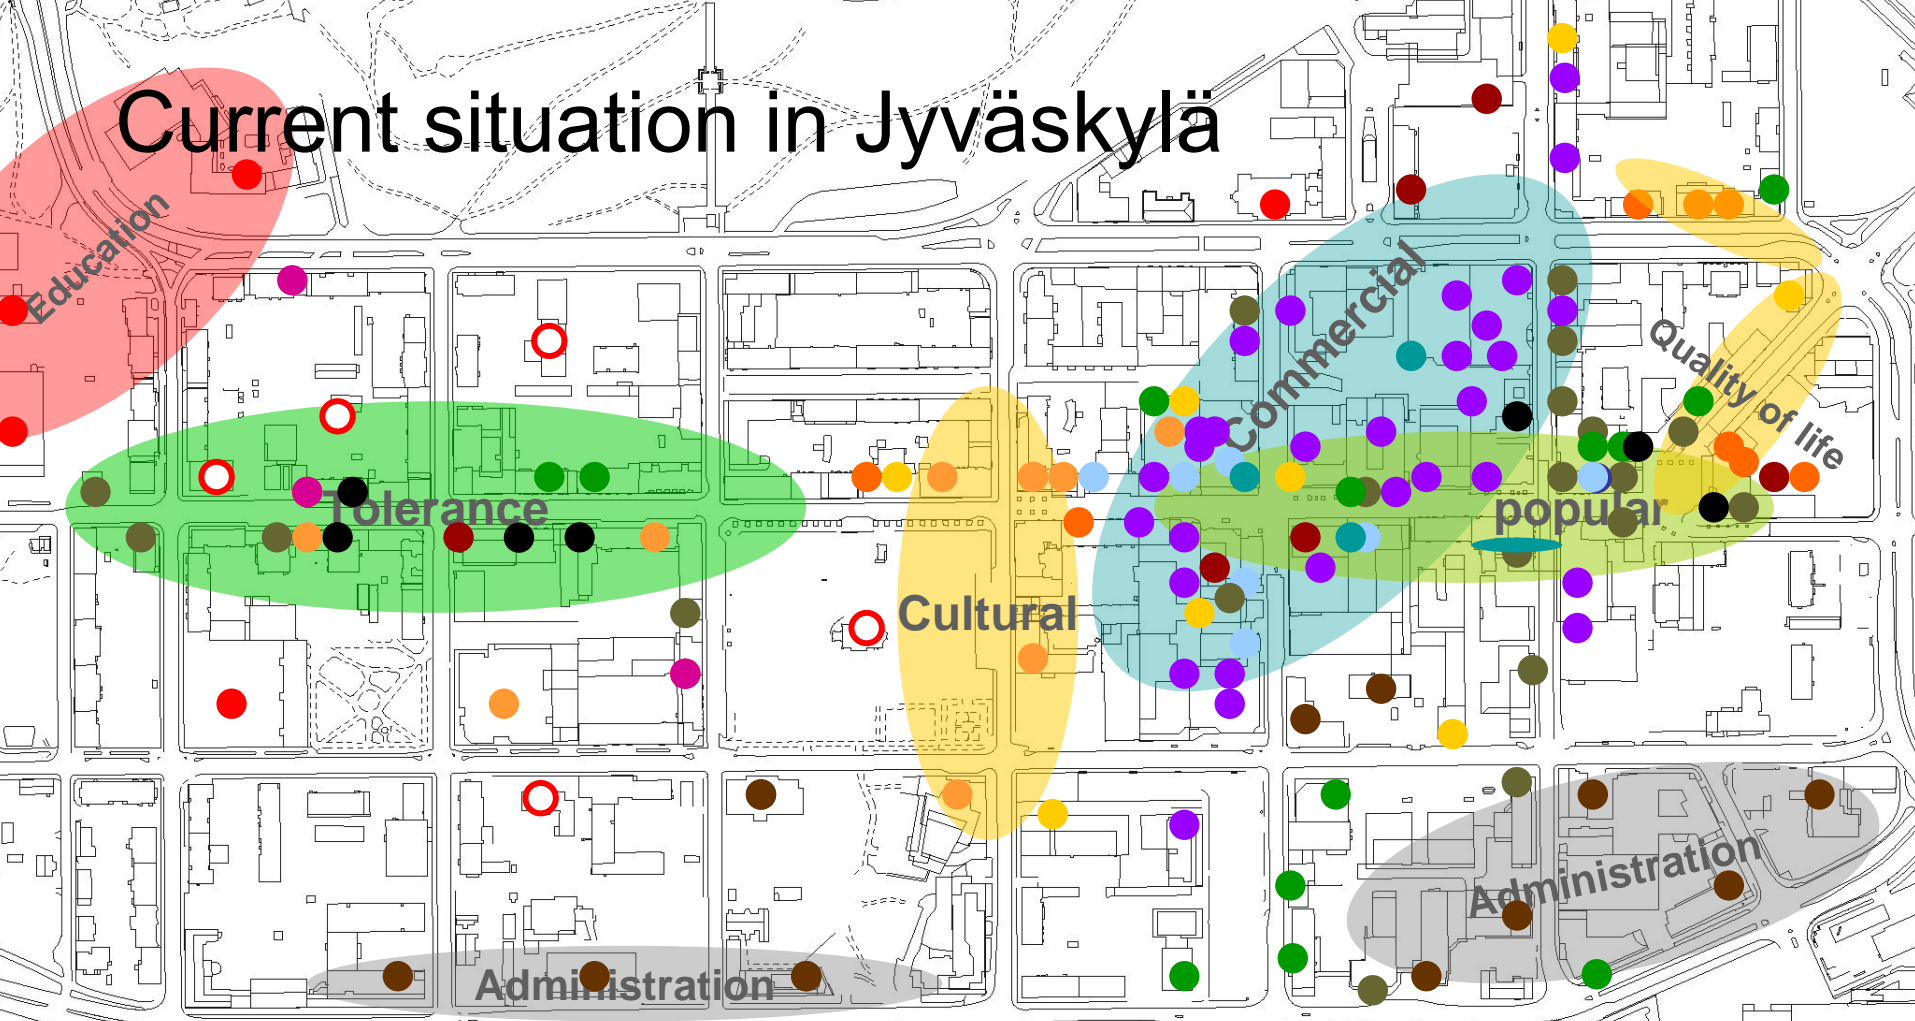 Current situation in Jyväskylä
Education
Commercial
Quality of life
Tolerance
popular
Cultural
Administration
Administration